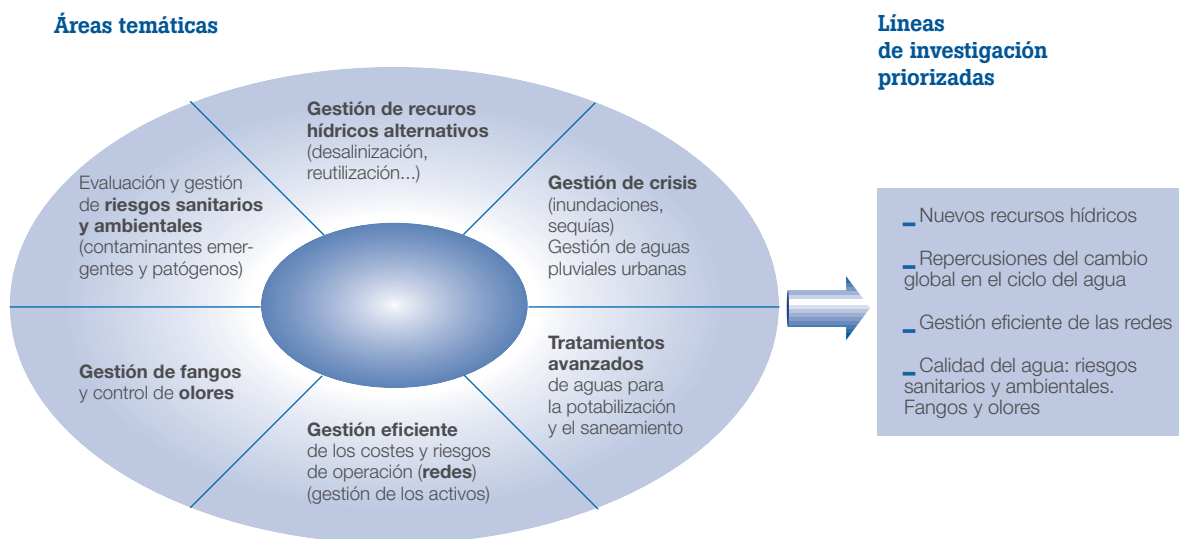 Áreas temáticas
Líneas
de investigación
priorizadas
Gestión de recuros
hídricos alternativos
(desalinización,
reutilización...)
Evaluación y gestión
de riesgos sanitarios
y ambientales
(contaminantes emer-
gentes y patógenos)
Gestión de crisis
(inundaciones,
sequías)
Gestión de aguas
pluviales urbanas
Gestión de fangos
y control de olores
Gestión eficiente
de los costes y riesgos
de operación (redes)
(gestión de los activos)
Tratamientos
avanzados
de aguas para
la potabilización
y el saneamiento
Nuevos recursos hídricos
Repercusiones del cambio
global en el ciclo del agua
Gestión eficiente de las redes
Calidad del agua: riesgos
sanitarios y ambientales.
Fangos y olores